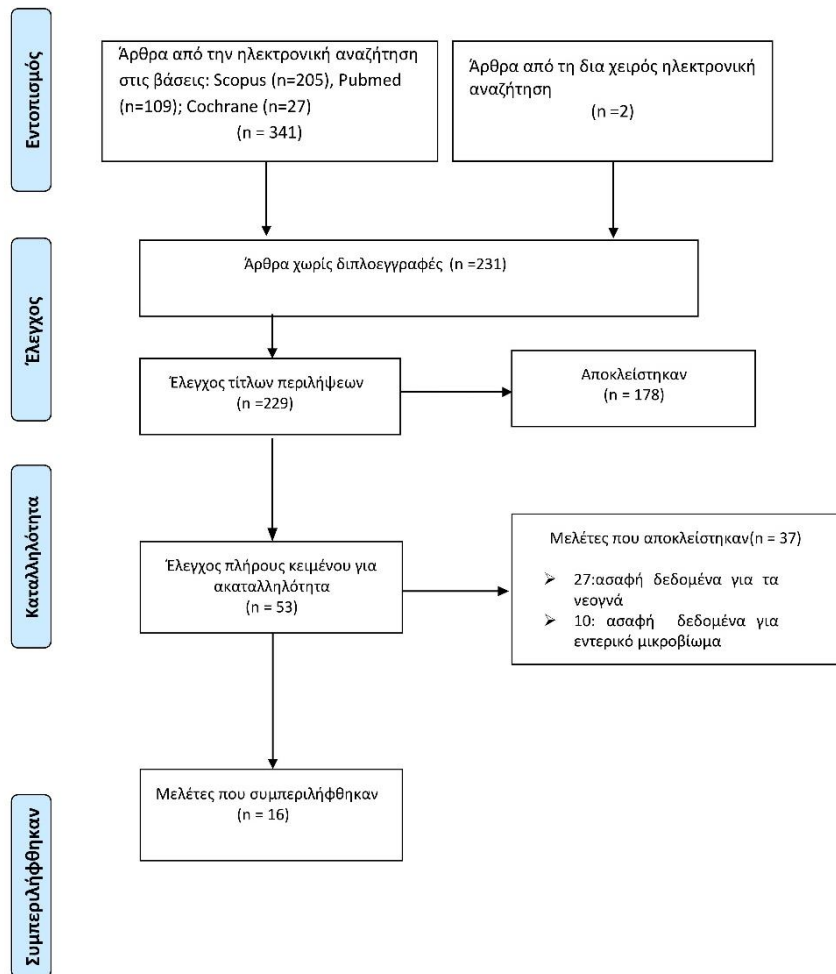 Εντοπισμός
Άρθρα από την ηλεκτρονική αναζήτηση
στις βάσεις: Scopus (n=205), Pubmed
(n=109); Cochrane (n=27)
(n = 341)
Άρθρα από τη δια χειρός ηλεκτρονική
αναζήτηση
(n =2)
Έλεγχος
Άρθρα χωρίς διπλοεγγραφές (n =231)
Έλεγχος τίτλων περιλήψεων
(n =229)
Αποκλείστηκαν
(n = 178)
Καταλληλότητα
Έλεγχος πλήρους κειμένου για
ακαταλληλότητα
(n = 53)
Μελέτες που αποκλείστηκαν(n = 37)
➢ 27:ασαφή δεδομένα για τα
νεογνά
➢ 10: ασαφή δεδομένα για
εντερικό μικροβίωμα
Συμπεριλήφθηκαν
Μελέτες που συμπεριλήφθηκαν
(n = 16)